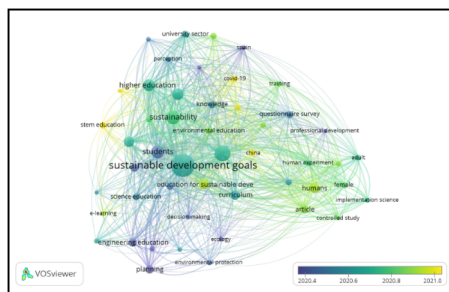 university sector
spain
perception
covid-19
training
higher education
knowledge
sustainability
questionnaire survey
stem education
environmental education
professional development
students
china
adult
sustainable development goals
human experiment
education for sustainable deve
humans
female
science education
curriculum
implementation science
e-learning
article
decision making
controlled study
engineering education
ecology
planning
environmental protection
VOSviewer
2020.4 2020.6 2020.8 2021.0